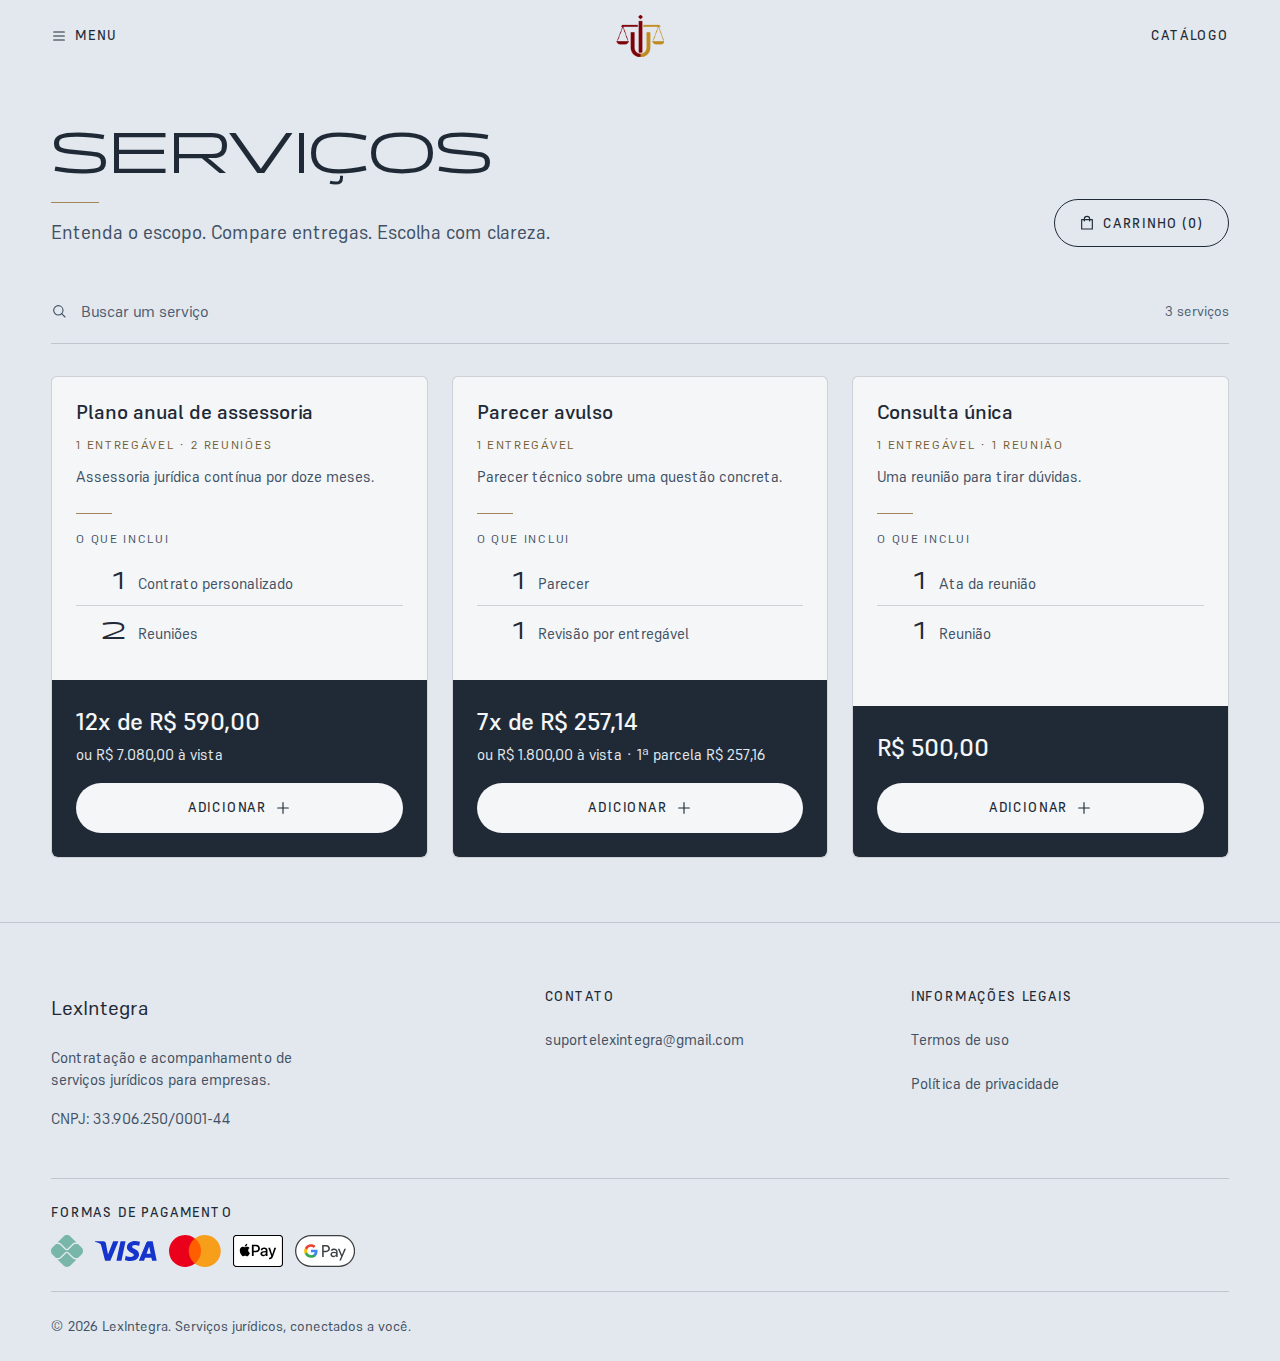 MENU
CATÁLOGO
SERVIÇOS
Entenda o escopo. Compare entregas. Escolha com clareza.
CARRINHO (0)
Buscar um serviço
3 serviços
Plano anual de assessoria
1 ENTREGÁVEL · 2 REUNIÕES
Assessoria jurídica contínua por doze meses.
O QUE INCLUI
1 Contrato personalizado
2 Reuniões
12x de R$ 590,00
ou R$ 7.080,00 à vista
ADICIONAR
Parecer avulso
1 ENTREGÁVEL
Parecer técnico sobre uma questão concreta.
O QUE INCLUI
1 Parecer
1 Revisão por entregável
7x de R$ 257,14
ou R$ 1.800,00 à vista · 1ª parcela R$ 257,16
ADICIONAR
Consulta única
1 ENTREGÁVEL · 1 REUNIÃO
Uma reunião para tirar dúvidas.
O QUE INCLUI
1 Ata da reunião
1 Reunião
R$ 500,00
ADICIONAR
LexIntegra
Contratação e acompanhamento de
serviços jurídicos para empresas.
CNPJ: 33.906.250/0001-44
CONTATO
suportelexintegra@gmail.com
INFORMAÇÕES LEGAIS
Termos de uso
Política de privacidade
FORMAS DE PAGAMENTO
VISA
Pay
G Pay
© 2026 LexIntegra. Serviços jurídicos, conectados a você.